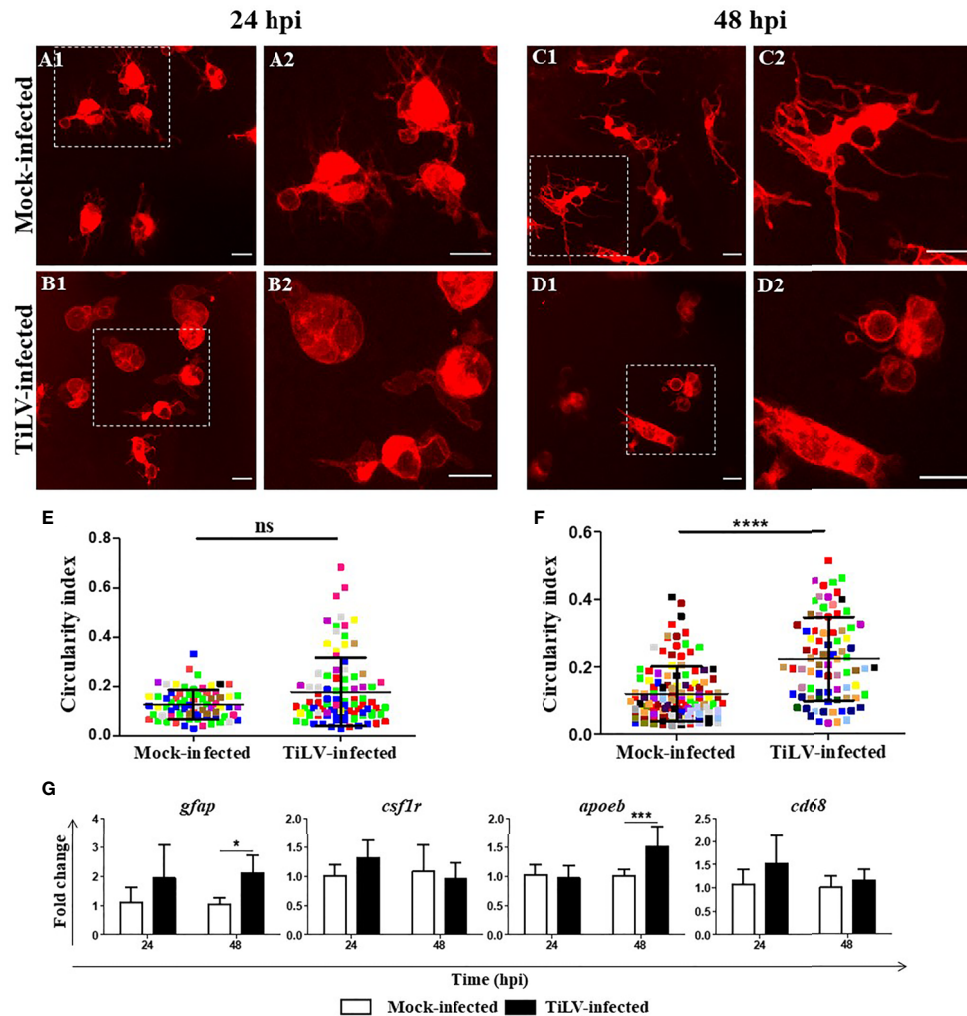 24 hpi 48 hpi
Mock-infected
A1 A2 C1 C2
TiLV-infected
B1 B2 D1 D2
E
ns
Circularity index
0.8
0.6
0.4
0.2
0.0
Mock-infected TiLV-infected
F
****
Circularity index
0.6
0.4
0.2
0.0
Mock-infected TiLV-infected
G
Fold change
gfap
4
3
2
1
0
*
24 48
csf1r
2.0
1.5
1.0
0.5
0.0
24 48
apoeb
2.0
1.5
1.0
0.5
0.0
***
24 48
cd68
2.5
2.0
1.5
1.0
0.5
0.0
24 48
Time (hpi)
Mock-infected TiLV-infected